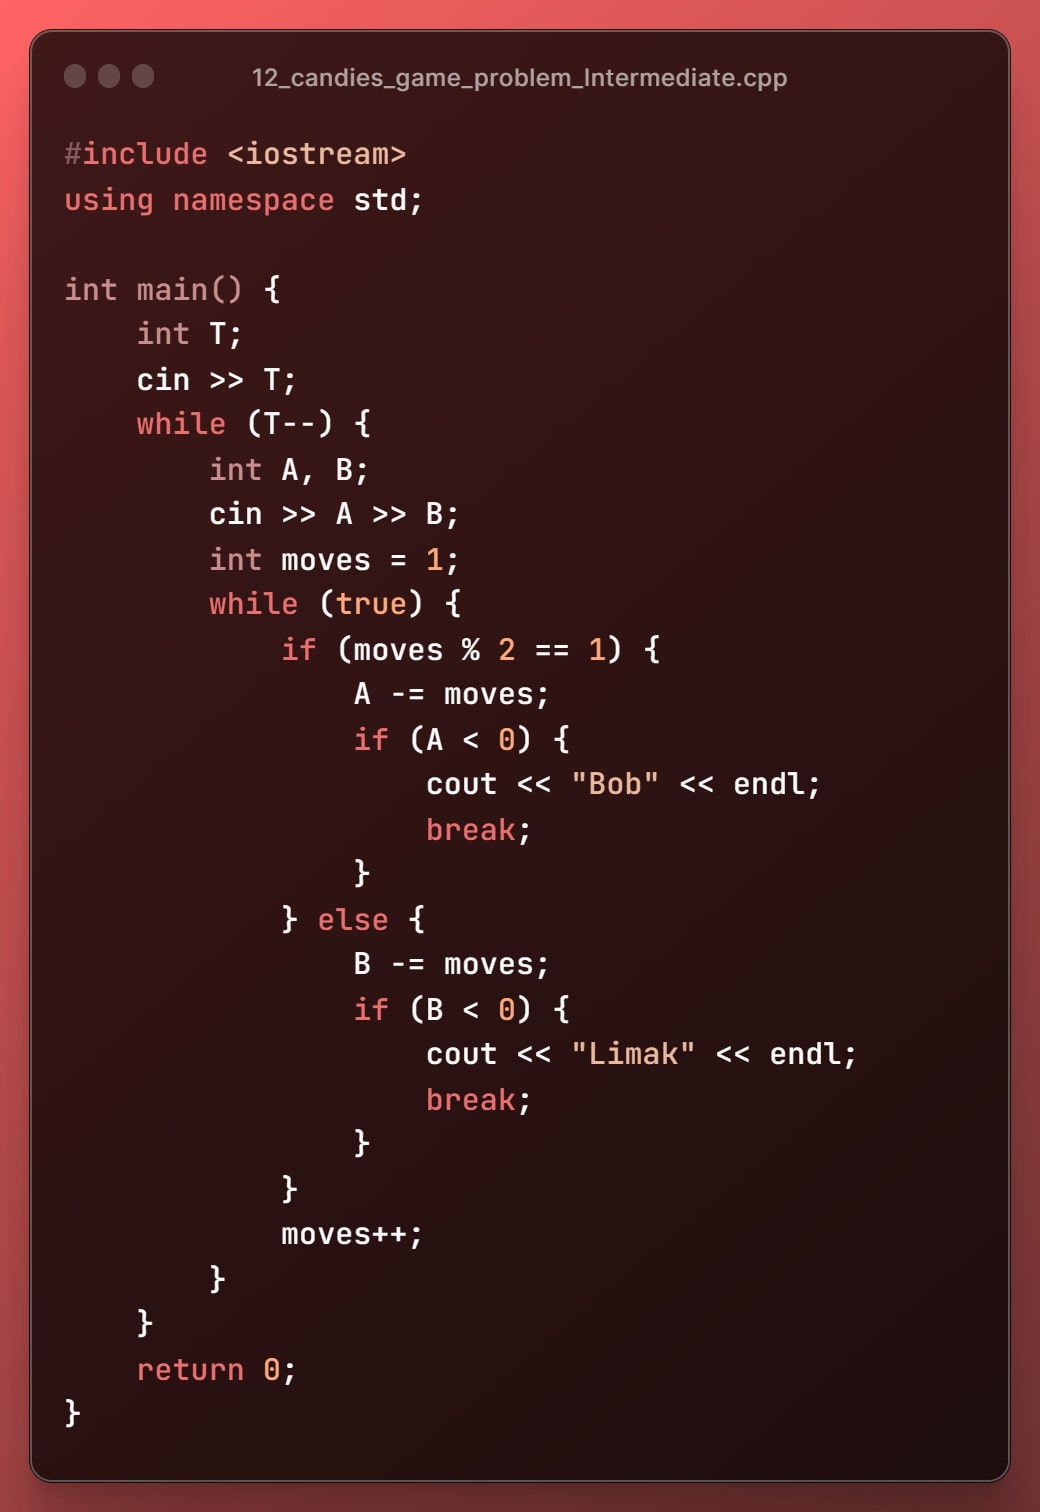 12_candies_game_problem_Intermediate.cpp
#include <iostream>
using namespace std;

int main() {
    int T;
    cin >> T;
    while (T--) {
        int A, B;
        cin >> A >> B;
        int moves = 1;
        while (true) {
            if (moves % 2 == 1) {
                A -= moves;
                if (A < 0) {
                    cout << "Bob" << endl;
                    break;
                }
            } else {
                B -= moves;
                if (B < 0) {
                    cout << "Limak" << endl;
                    break;
                }
            }
            moves++;
        }
    }
    return 0;
}